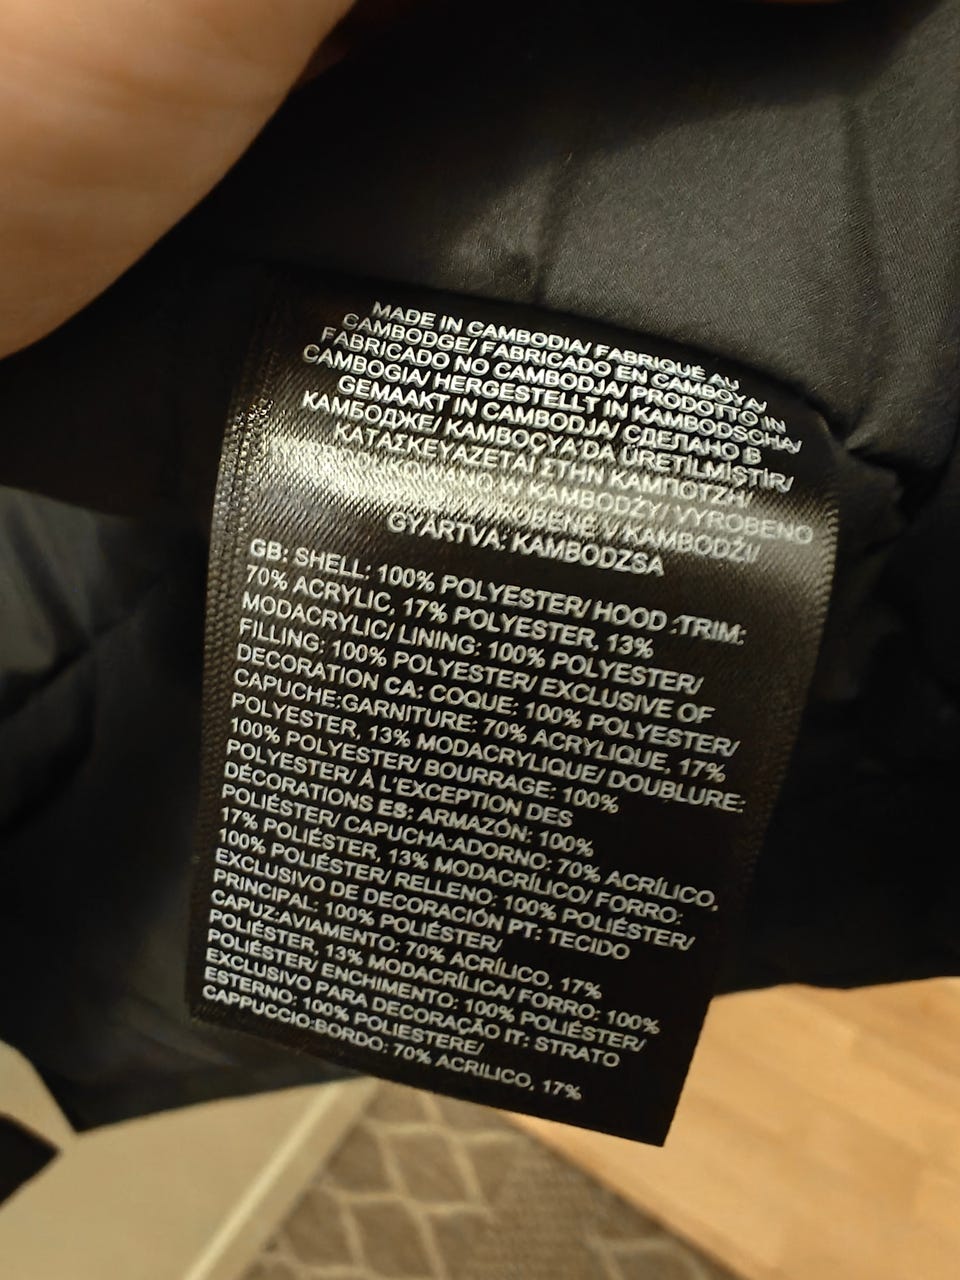 MADE IN CAMBODIA/ FABRIQUÉ AU
CAMBODGE/ FABRICADO EN CAMBOYA/
FABRICADO NO CAMBODJA/ PRODOTTO IN
CAMBOGIA/ HERGESTELLT IN KAMBODSCHA/
GEMAAKT IN CAMBODJA/ СДЕЛАНО В
КАМБОДЖЕ/ KAMBOÇYA'DA ÜRETİLMİŞTİR/
ΚΑΤΑΣΚΕΥΑΖΕΤΑΙ ΣΤΗΝ ΚΑΜΠΟΤΖΗ/
W KAMBODŻY/ VYROBENO
VYROBENÉ V KAMBODŽI/
GYÁRTVA: KAMBODZSA
GB: SHELL: 100% POLYESTER/ HOOD :TRIM:
70% ACRYLIC, 17% POLYESTER, 13%
MODACRYLIC/ LINING: 100% POLYESTER/
FILLING: 100% POLYESTER/ EXCLUSIVE OF
DECORATION CA: COQUE: 100% POLYESTER/
CAPUCHE:GARNITURE: 70% ACRYLIQUE, 17%
POLYESTER, 13% MODACRYLIQUE/ DOUBLURE:
100% POLYESTER/ BOURRAGE: 100%
POLYESTER/ À L'EXCEPTION DES
DÉCORATIONS ES: ARMAZÓN: 100%
POLIÉSTER/ CAPUCHA:ADORNO: 70% ACRÍLICO,
17% POLIÉSTER, 13% MODACRÍLICO/ FORRO:
100% POLIÉSTER/ RELLENO: 100% POLIÉSTER/
EXCLUSIVO DE DECORACIÓN PT: TECIDO
PRINCIPAL: 100% POLIÉSTER/
CAPUZ:AVIAMENTO: 70% ACRÍLICO, 17%
POLIÉSTER, 13% MODACRÍLICA/ FORRO: 100%
POLIÉSTER/ ENCHIMENTO: 100% POLIÉSTER/
EXCLUSIVO PARA DECORAÇÃO IT: STRATO
ESTERNO: 100% POLIESTERE/
CAPPUCCIO:BORDO: 70% ACRILICO, 17%